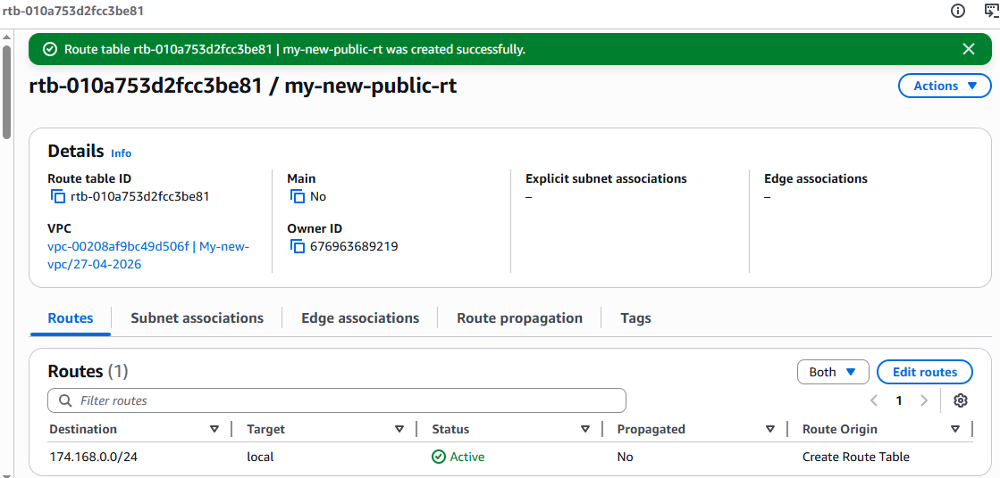 rtb-010a753d2fcc3be81
Route table rtb-010a753d2fcc3be81 | my-new-public-rt was created successfully.
rtb-010a753d2fcc3be81 / my-new-public-rt
Actions
Details Info
Route table ID
rtb-010a753d2fcc3be81
Main
No
Explicit subnet associations
–
Edge associations
–
VPC
vpc-00208af9bc49d506f | My-new-
vpc/27-04-2026
Owner ID
676963689219
Routes
Subnet associations
Edge associations
Route propagation
Tags
Routes (1)
Both
Edit routes
Filter routes
1
Destination Target Status Propagated Route Origin
174.168.0.0/24 local Active No Create Route Table